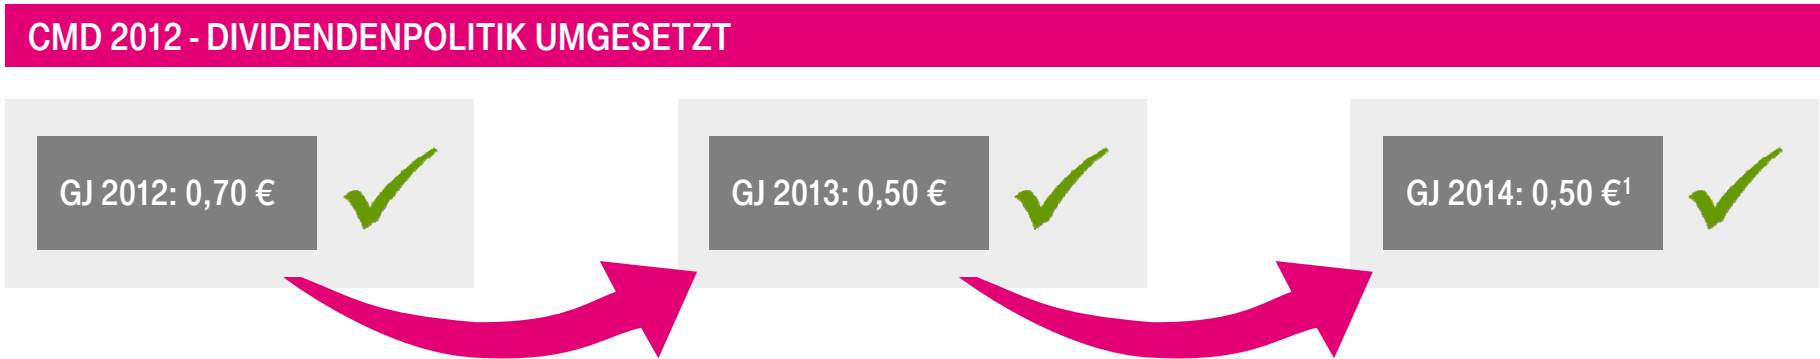 CMD 2012 - DIVIDENDENPOLITIK UMGESETZT
GJ 2012: 0,70 €
GJ 2013: 0,50 €
GJ 2014: 0,50 €¹